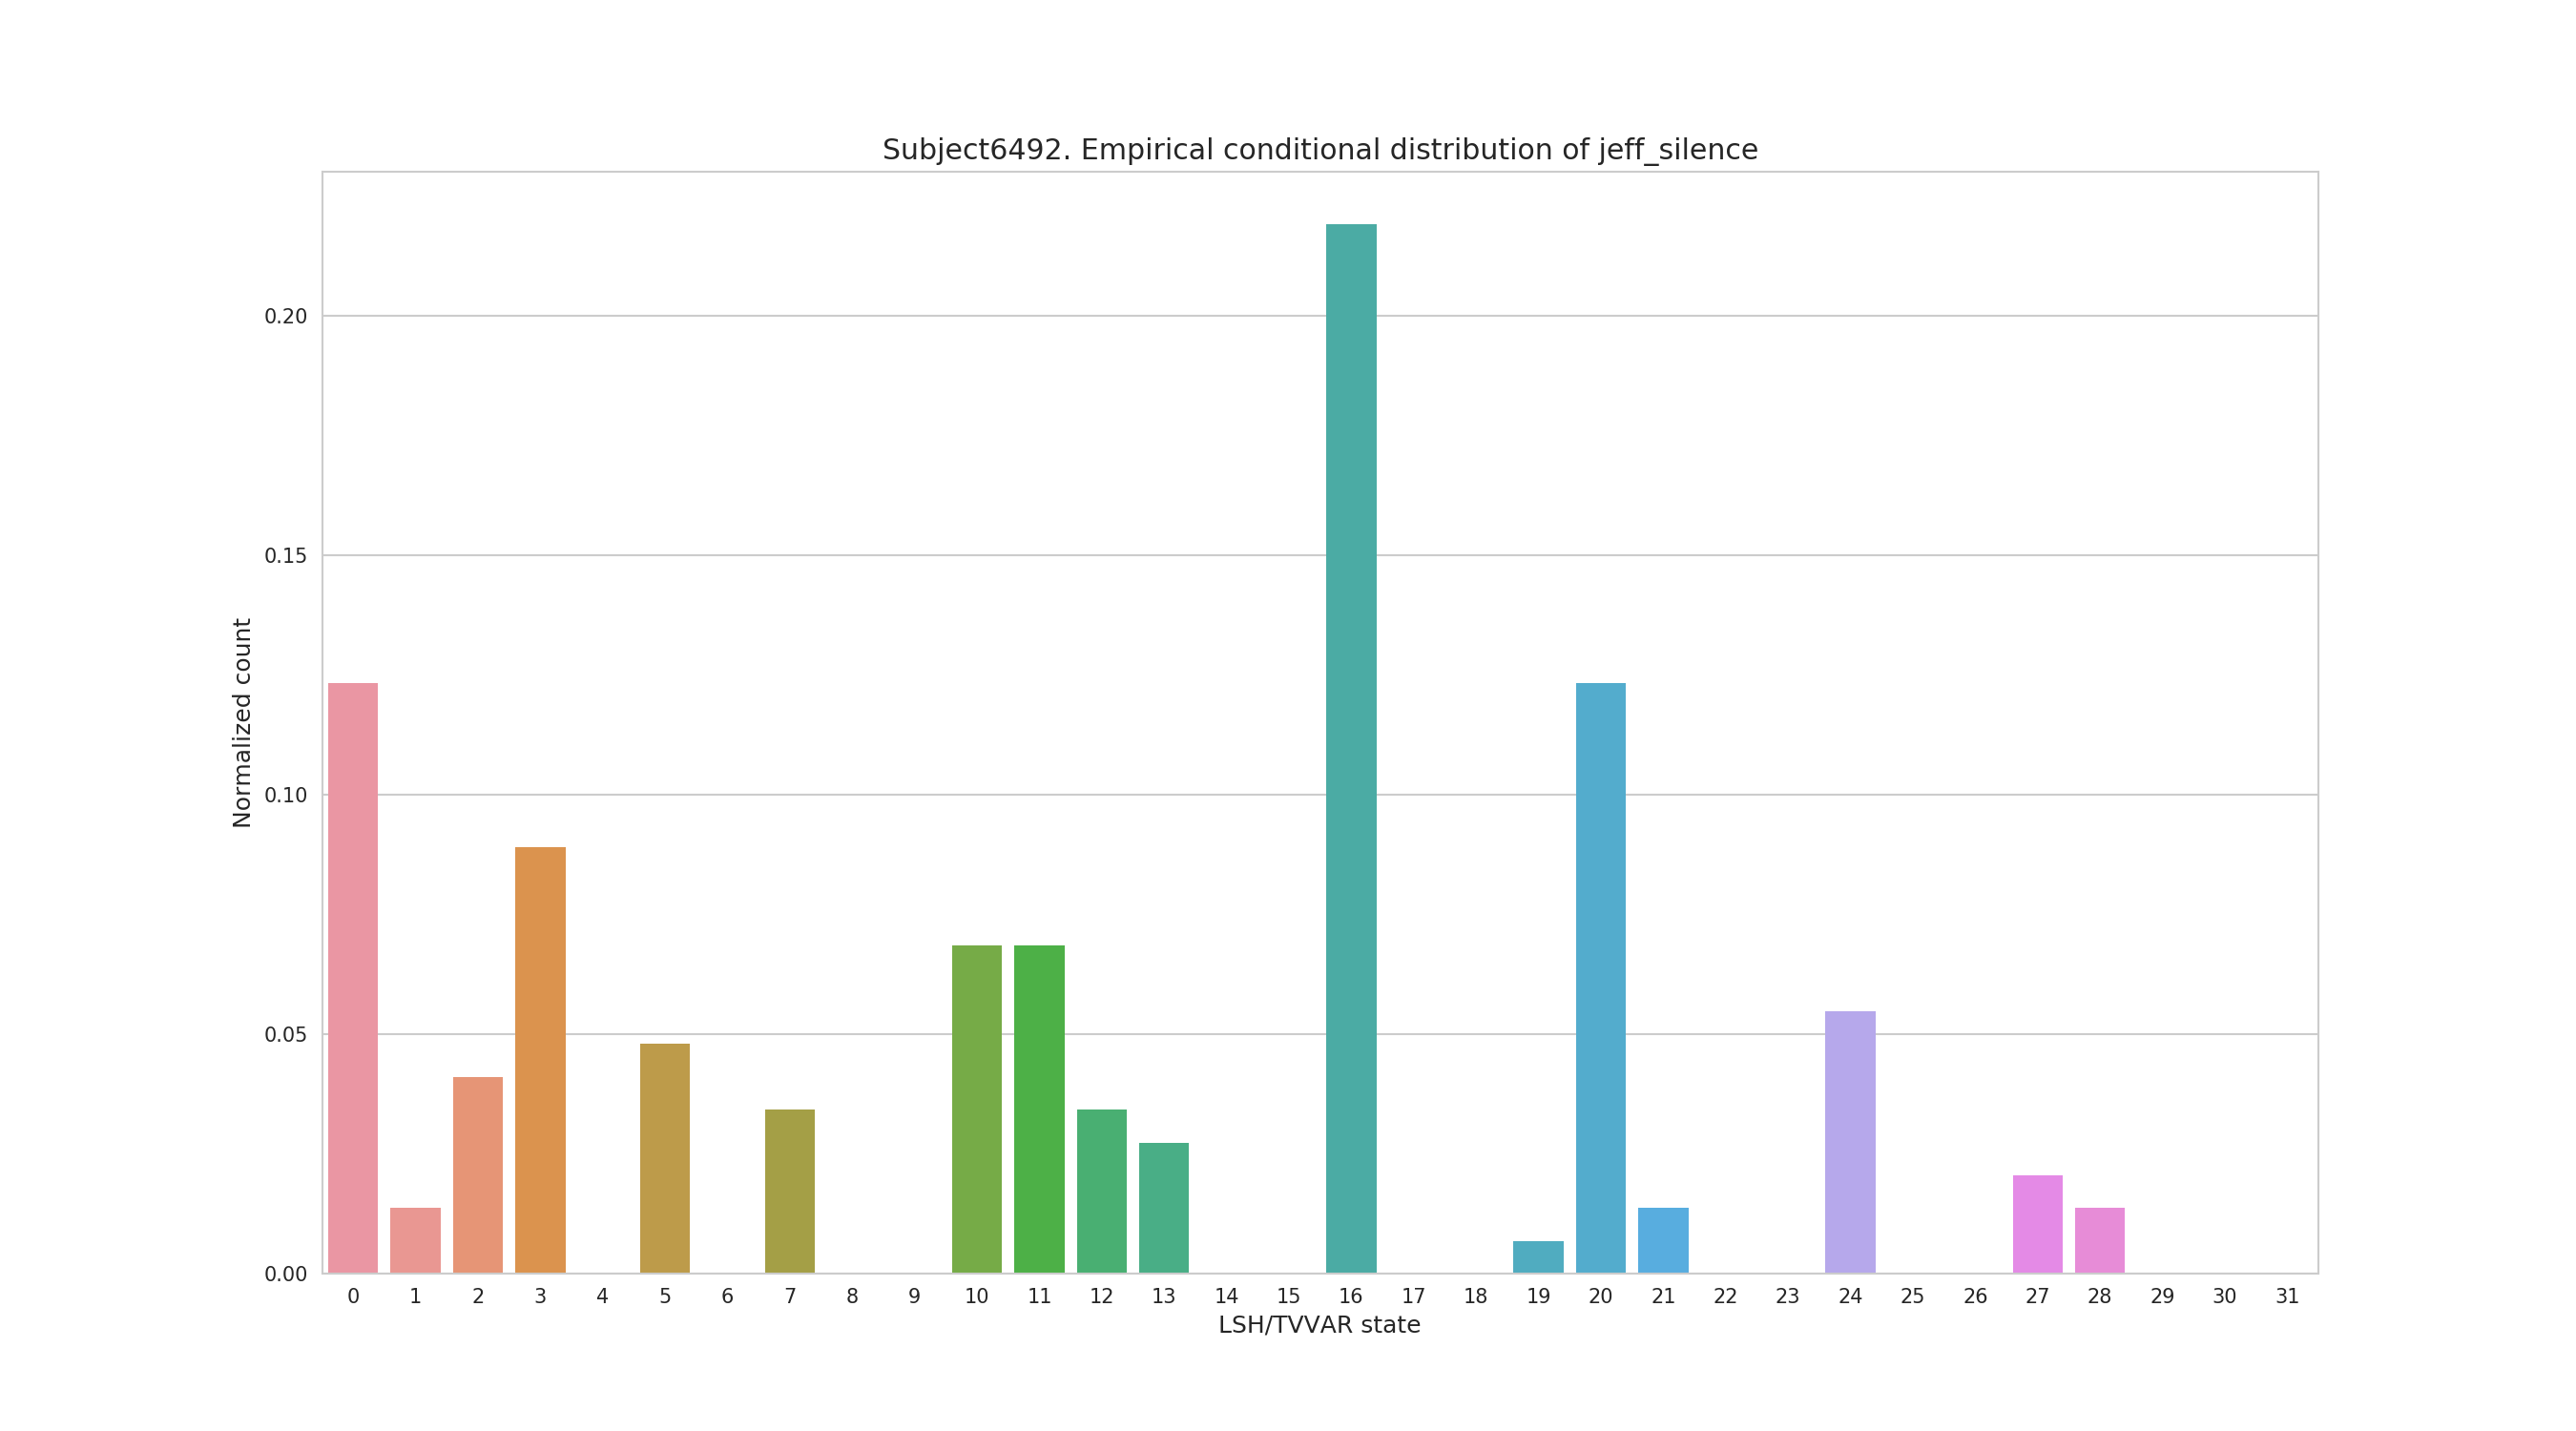 Subject6492. Empirical conditional distribution of jeff_silence
Normalized count
0.20
0.15
0.10
0.05
0.00
0 1 2 3 4 5 6 7 8 9 10 11 12 13 14 15 16 17 18 19 20 21 22 23 24 25 26 27 28 29 30 31
LSH/TVVAR state